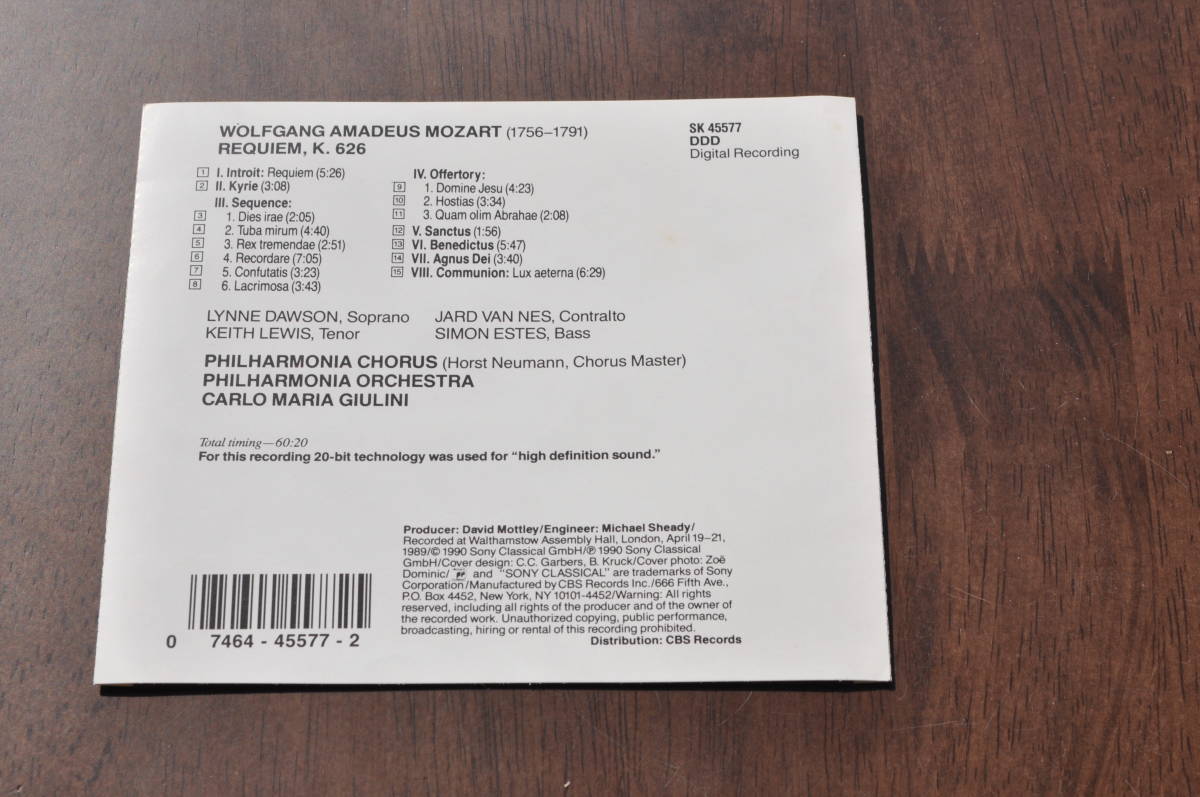 WOLFGANG AMADEUS MOZART (1756–1791)
REQUIEM, K. 626
SK 45577
DDD
Digital Recording
1 I. Introit: Requiem (5:26)
2 II. Kyrie (3:08)
III. Sequence:
3 1. Dies irae (2:05)
4 2. Tuba mirum (4:40)
5 3. Rex tremendae (2:51)
6 4. Recordare (7:05)
7 5. Confutatis (3:23)
8 6. Lacrimosa (3:43)
IV. Offertory:
9 1. Domine Jesu (4:23)
10 2. Hostias (3:34)
11 3. Quam olim Abrahae (2:08)
12 V. Sanctus (1:56)
13 VI. Benedictus (5:47)
14 VII. Agnus Dei (3:40)
15 VIII. Communion: Lux aeterna (6:29)
LYNNE DAWSON, Soprano JARD VAN NES, Contralto
KEITH LEWIS, Tenor SIMON ESTES, Bass
PHILHARMONIA CHORUS (Horst Neumann, Chorus Master)
PHILHARMONIA ORCHESTRA
CARLO MARIA GIULINI
Total timing—60:20
For this recording 20-bit technology was used for “high definition sound.”
Producer: David Mottley/Engineer: Michael Sheady/
Recorded at Walthamstow Assembly Hall, London, April 19–21,
1989/© 1990 Sony Classical GmbH/℗ 1990 Sony Classical
GmbH/Cover design: C.C. Garbers, B. Kruck/Cover photo: Zoë
Dominic/ and “SONY CLASSICAL” are trademarks of Sony
Corporation/Manufactured by CBS Records Inc./666 Fifth Ave.,
P.O. Box 4452, New York, NY 10101-4452/Warning: All rights
reserved, including all rights of the producer and of the owner of
the recorded work. Unauthorized copying, public performance,
broadcasting, hiring or rental of this recording prohibited.
Distribution: CBS Records
0 7464 - 45577 - 2